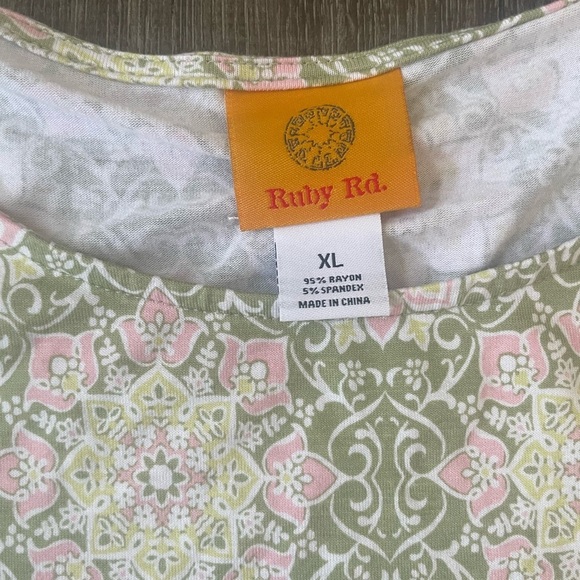 Ruby Rd.
XL
95% RAYON
5% SPANDEX
MADE IN CHINA